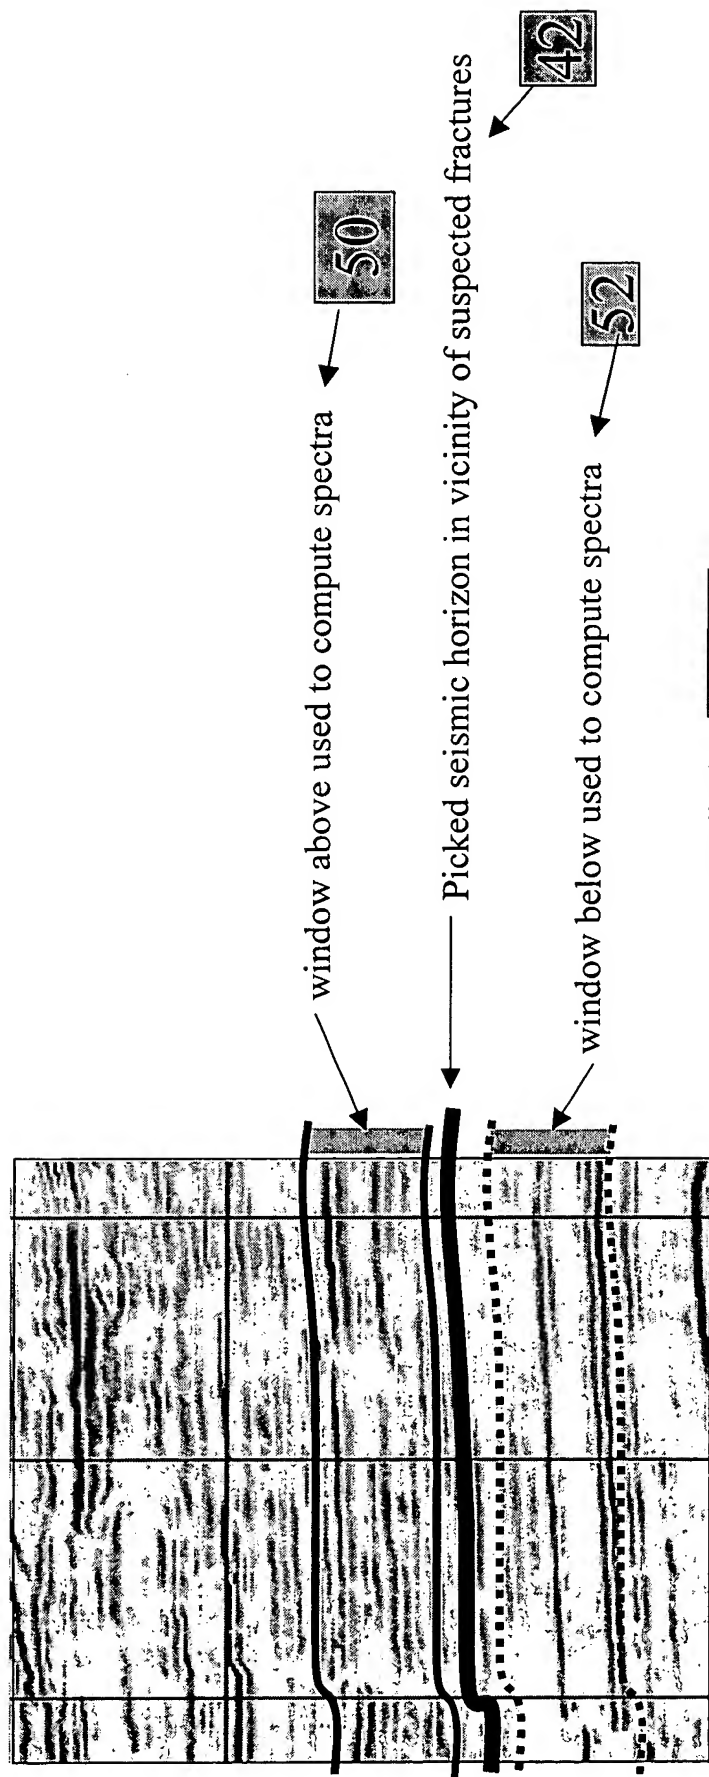 window above used to compute spectra
50
Picked seismic horizon in vicinity of suspected fractures
42
window below used to compute spectra
52